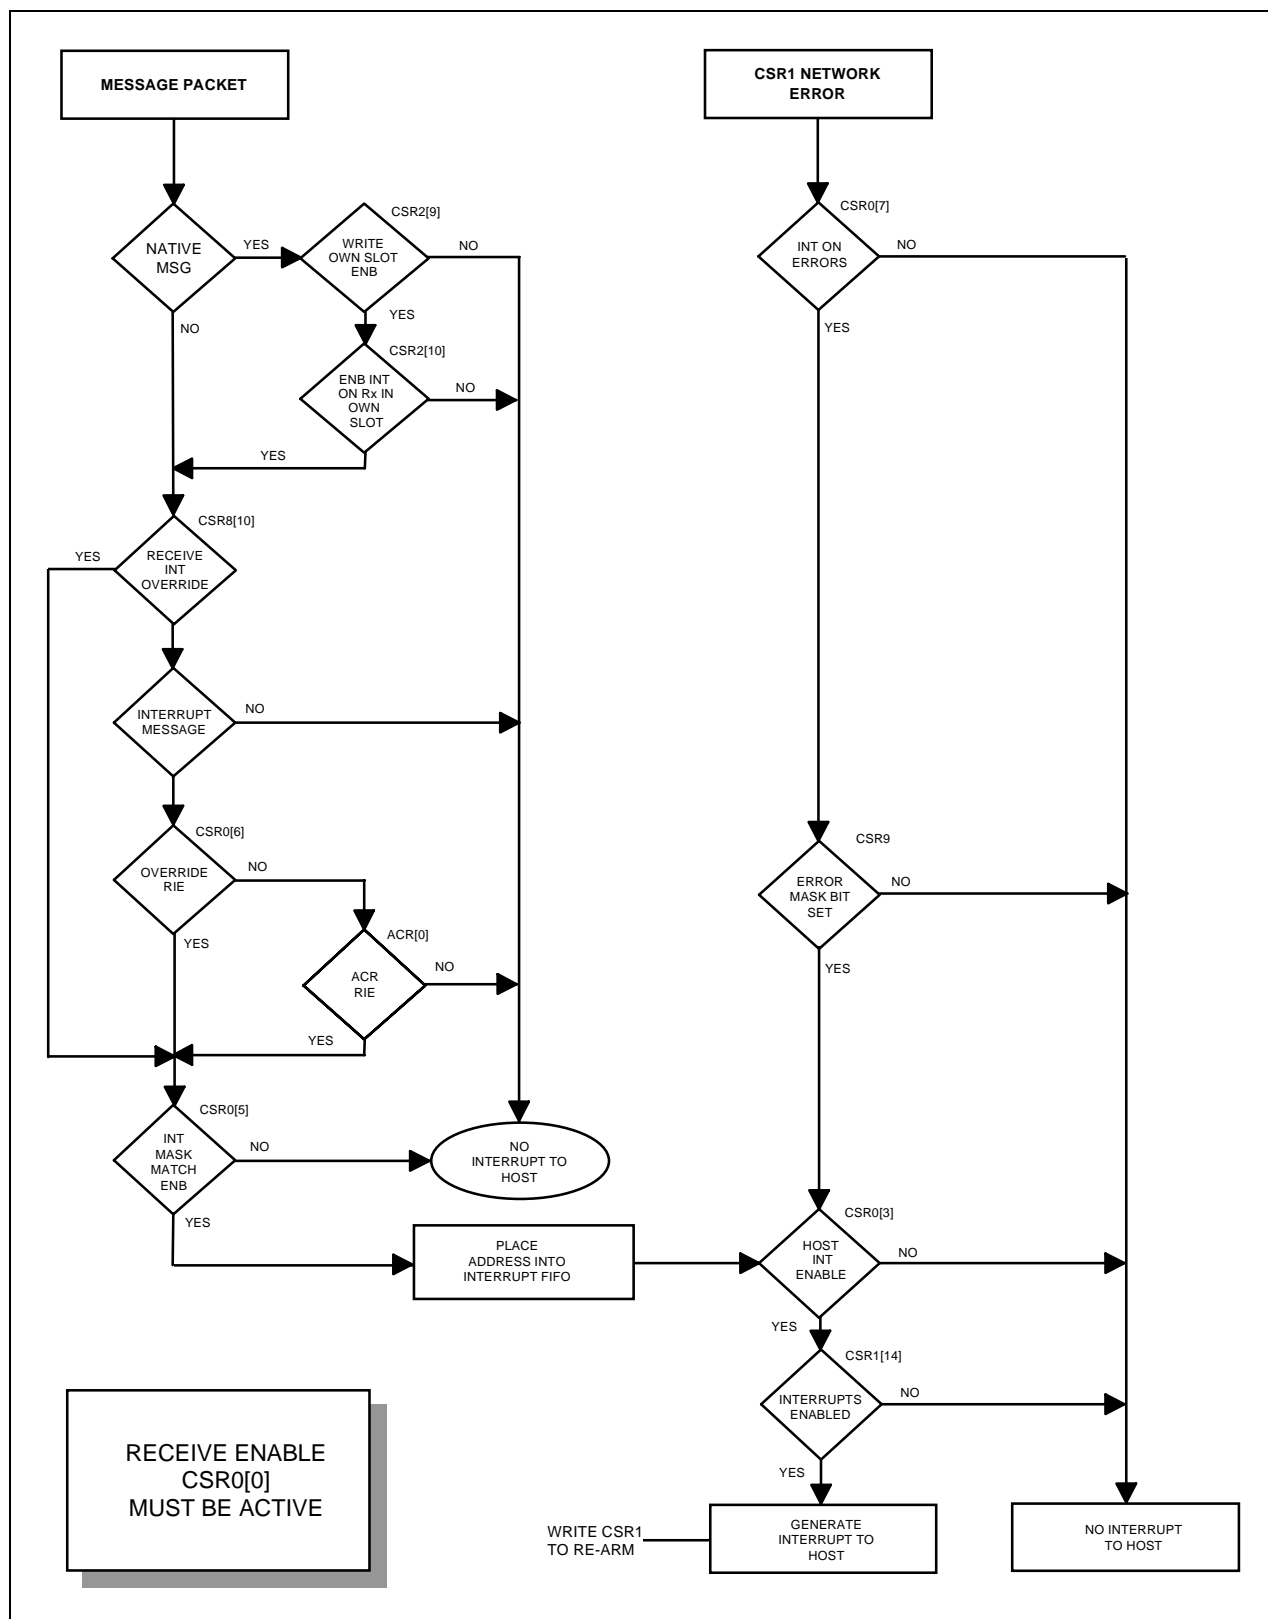 MESSAGE PACKET
CSR1 NETWORK
ERROR
CSR2[9]
CSR0[7]
NATIVE
MSG
YES
WRITE
OWN SLOT
ENB
NO
INT ON
ERRORS
NO
NO
YES
YES
CSR2[10]
ENB INT
ON Rx IN
OWN
SLOT
NO
YES
CSR8[10]
YES
RECEIVE
INT
OVERRIDE
INTERRUPT
MESSAGE
NO
CSR0[6]
OVERRIDE
RIE
NO
CSR9
ERROR
MASK BIT
SET
NO
YES
ACR[0]
ACR
RIE
NO
YES
YES
CSR0[5]
INT
MASK
MATCH
ENB
NO
NO
INTERRUPT TO
HOST
YES
PLACE
ADDRESS INTO
INTERRUPT FIFO
CSR0[3]
HOST
INT
ENABLE
NO
YES
CSR1[14]
INTERRUPTS
ENABLED
NO
YES
RECEIVE ENABLE
CSR0[0]
MUST BE ACTIVE
WRITE CSR1
TO RE-ARM
GENERATE
INTERRUPT TO
HOST
NO INTERRUPT
TO HOST